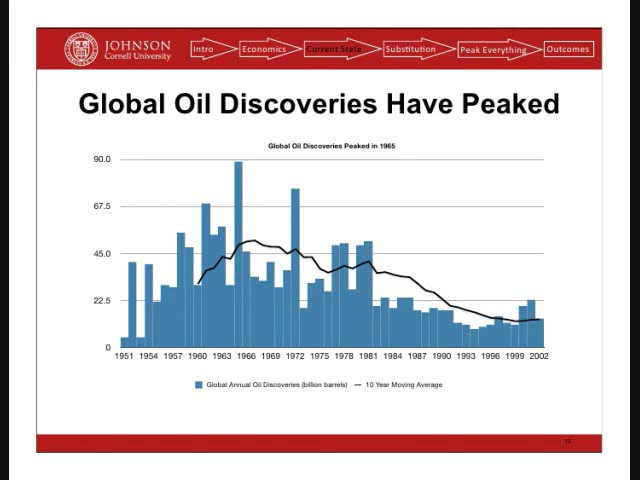 JOHNSON
Cornell University
Intro
Economics
Current State
Substitution
Peak Everything
Outcomes
Global Oil Discoveries Have Peaked
Global Oil Discoveries Peaked in 1965
90.0
67.5
45.0
22.5
0
1951 1954 1957 1960 1963 1966 1969 1972 1975 1978 1981 1984 1987 1990 1993 1996 1999 2002
Global Annual Oil Discoveries (billion barrels)
10 Year Moving Average